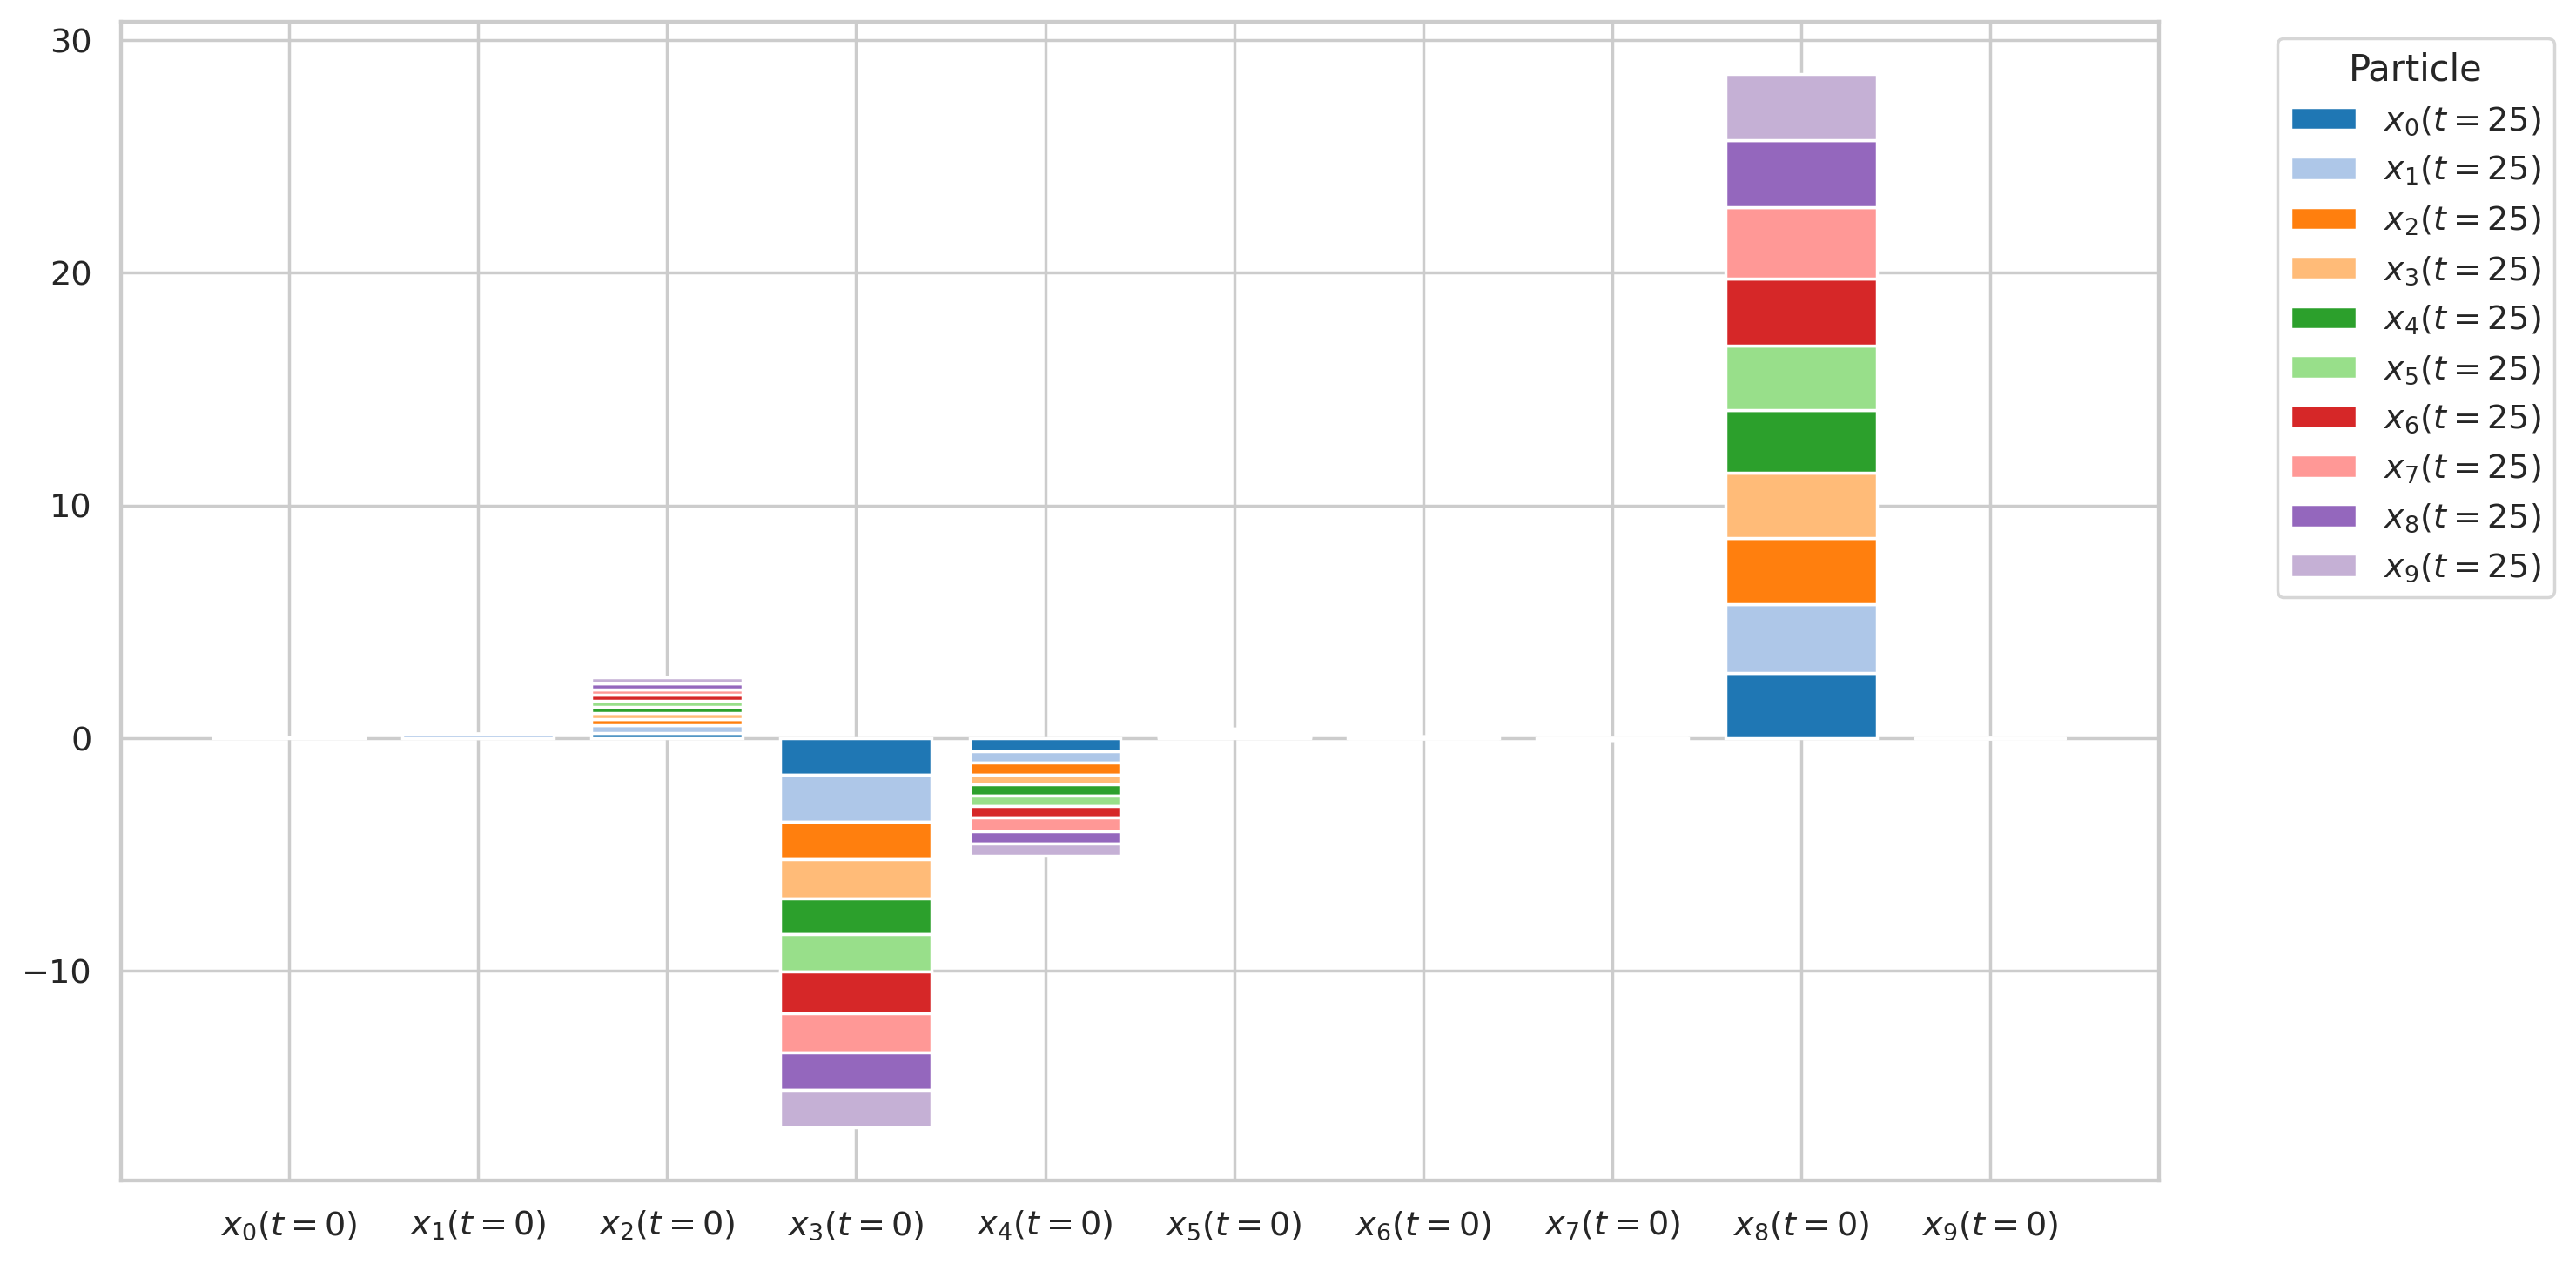 30
20
10
0
−10
x₀(t = 0) x₁(t = 0) x₂(t = 0) x₃(t = 0) x₄(t = 0) x₅(t = 0) x₆(t = 0) x₇(t = 0) x₈(t = 0) x₉(t = 0)
Particle
x₀(t = 25)
x₁(t = 25)
x₂(t = 25)
x₃(t = 25)
x₄(t = 25)
x₅(t = 25)
x₆(t = 25)
x₇(t = 25)
x₈(t = 25)
x₉(t = 25)